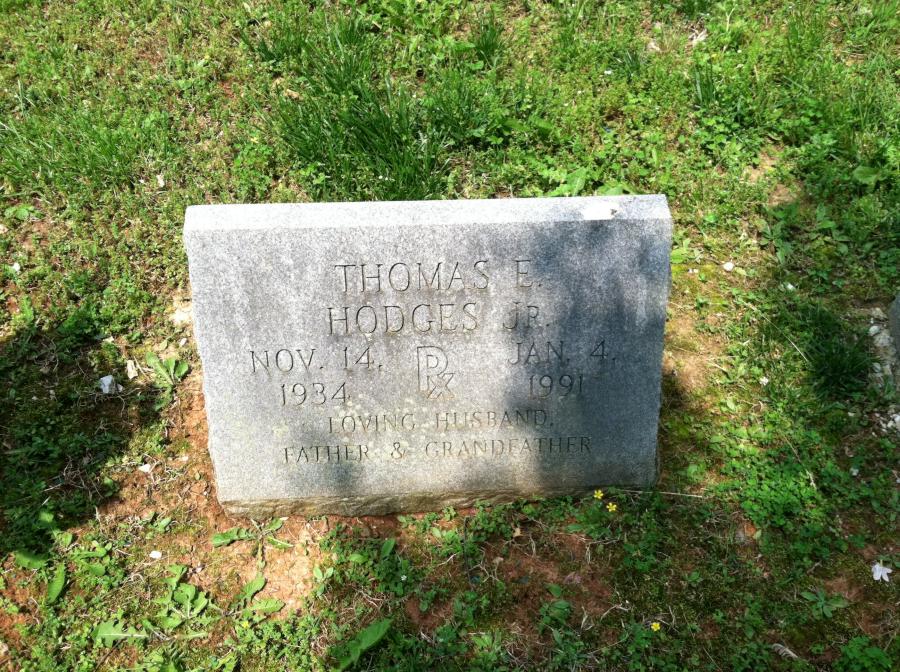 THOMAS E.
HODGES JR.
NOV. 14, ℞ JAN. 4,
1934 1991
LOVING HUSBAND,
FATHER & GRANDFATHER